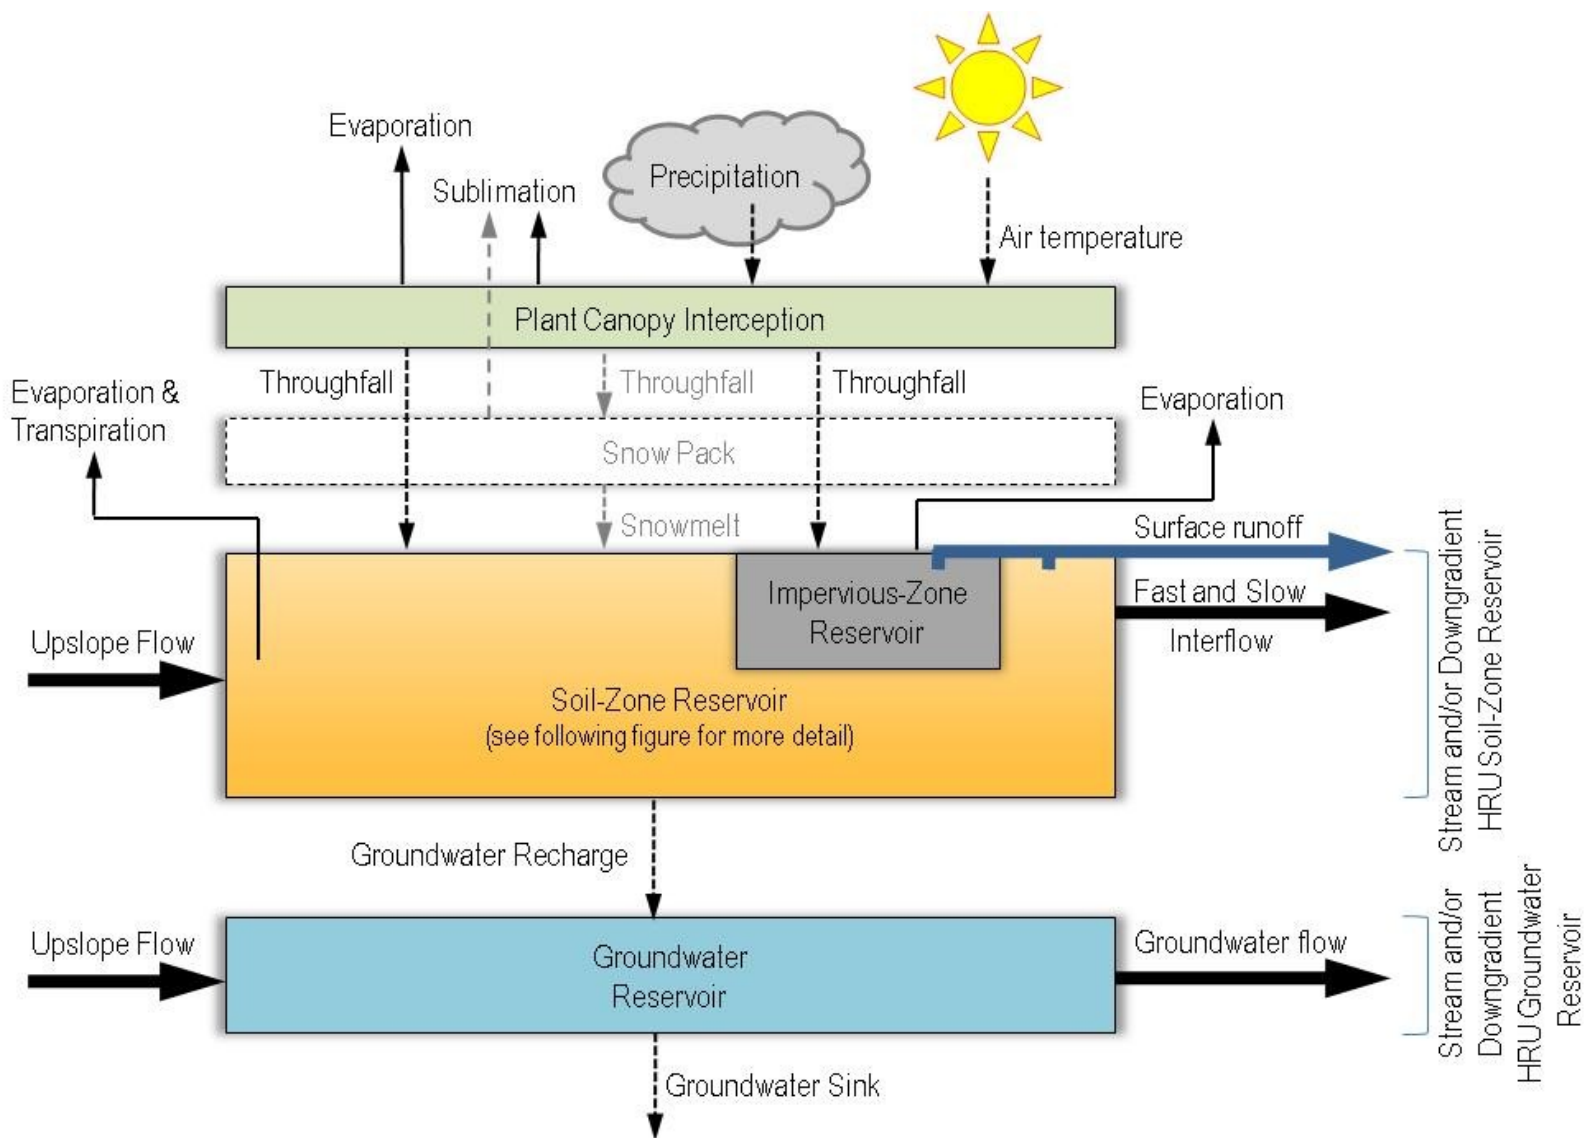 Evaporation
Sublimation
Precipitation
Air temperature
Plant Canopy Interception
Throughfall
Throughfall
Throughfall
Evaporation &
Transpiration
Evaporation
Snow Pack
Snowmelt
Surface runoff
Impervious-Zone
Reservoir
Fast and Slow
Interflow
Upslope Flow
Soil-Zone Reservoir
(see following figure for more detail)
Stream and/or Downgradient
HRU Soil-Zone Reservoir
Groundwater Recharge
Upslope Flow
Groundwater
Reservoir
Groundwater flow
Stream and/or
Downgradient
HRU Groundwater
Reservoir
Groundwater Sink